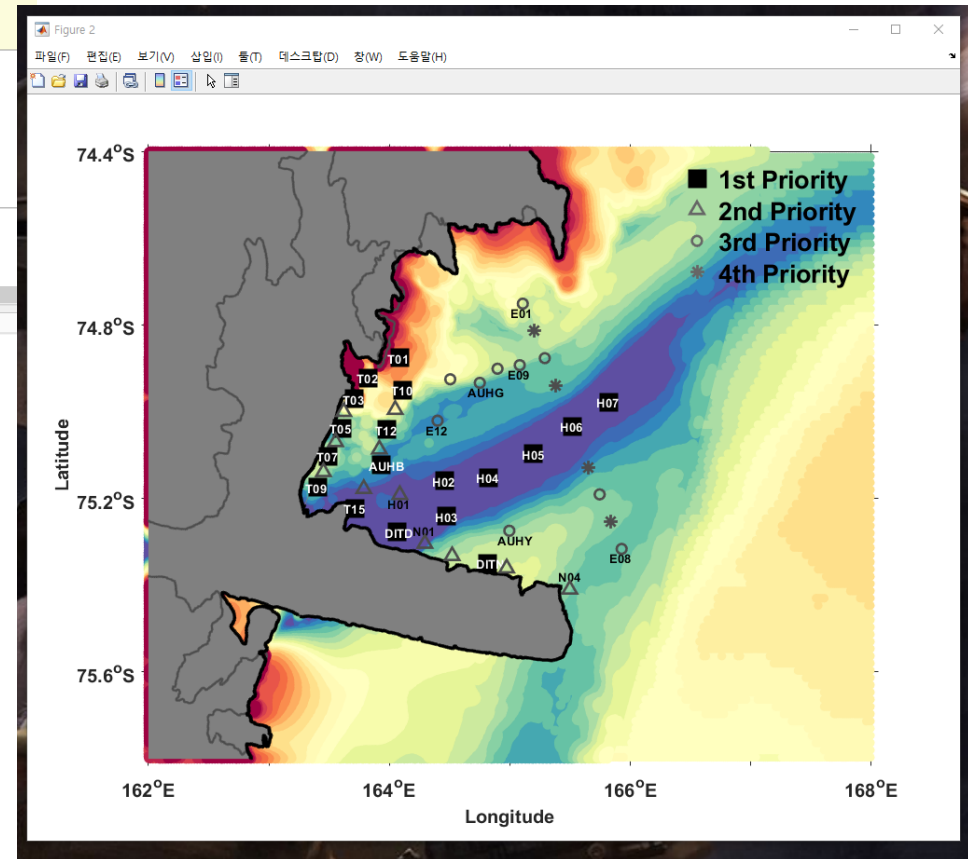 Figure 2
파일(F) 편집(E) 보기(V) 삽입(I) 툴(T) 데스크탑(D) 창(W) 도움말(H)
74.4°S
1st Priority
2nd Priority
3rd Priority
4th Priority
E01
74.8°S
T01
T02
E09
T10
AUHG
T03
H07
E12
T05
T12
H06
T07
H05
AUHB
H04
H02
T09
75.2°S
H01
T15
H03
DITD
N01
AUHY
E08
DIT
N04
75.6°S
162°E 164°E 166°E 168°E
Latitude
Longitude